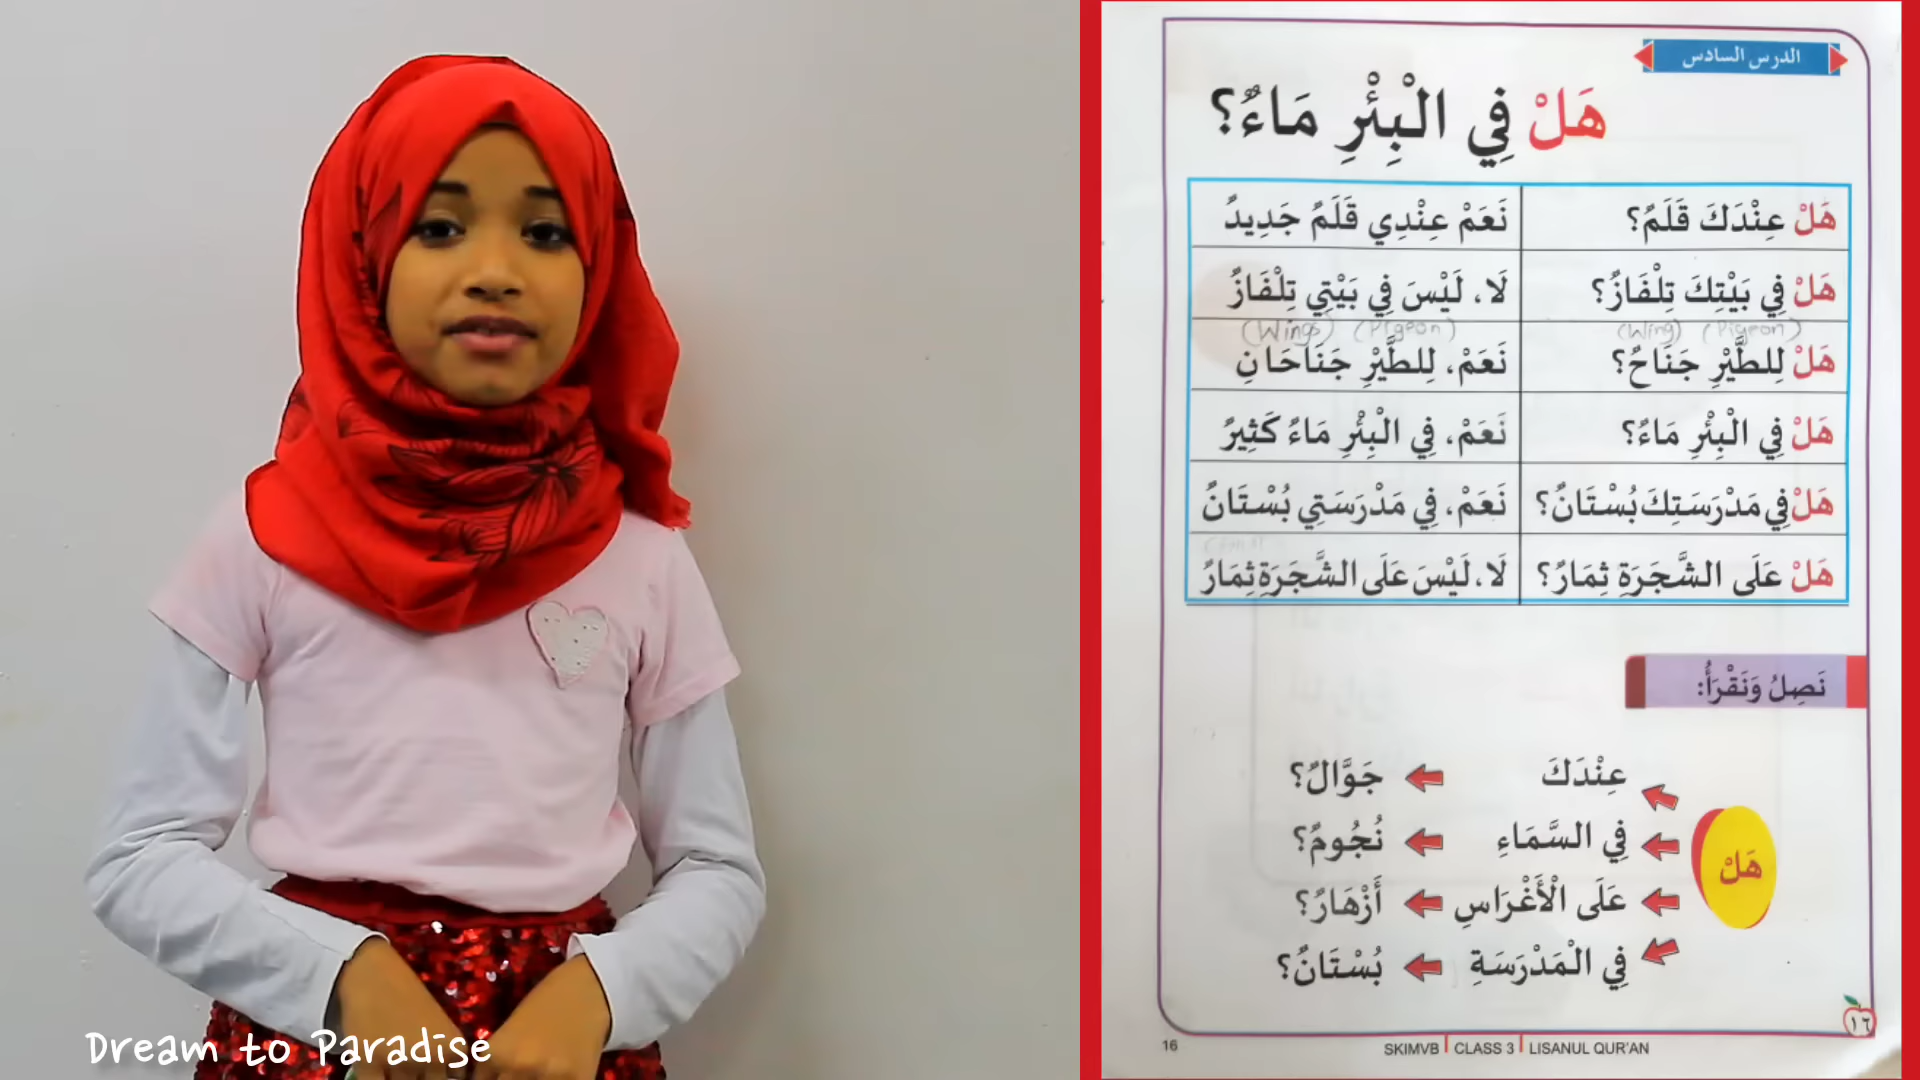 الدرس السادس
هَلْ فِي الْبِئْرِ مَاءٌ؟
هَلْ عِنْدَكَ قَلَمٌ؟ نَعَمْ عِنْدِي قَلَمٌ جَدِيدٌ
هَلْ فِي بَيْتِكَ تِلْفَازٌ؟ لَا، لَيْسَ فِي بَيْتِي تِلْفَازٌ
(Wing) (Pigeon) (Wings) (Pigeon)
هَلْ لِلطَّيْرِ جَنَاحٌ؟ نَعَمْ، لِلطَّيْرِ جَنَاحَانِ
هَلْ فِي الْبِئْرِ مَاءٌ؟ نَعَمْ، فِي الْبِئْرِ مَاءٌ كَثِيرٌ
هَلْ فِي مَدْرَسَتِكَ بُسْتَانٌ؟ نَعَمْ، فِي مَدْرَسَتِي بُسْتَانٌ
هَلْ عَلَى الشَّجَرَةِ ثِمَارٌ؟ لَا، لَيْسَ عَلَى الشَّجَرَةِ ثِمَارٌ
نَصِلُ وَنَقْرَأُ:
هَلْ
عِنْدَكَ جَوَّالٌ؟
فِي السَّمَاءِ نُجُومٌ؟
عَلَى الْأَغْرَاسِ أَزْهَارٌ؟
فِي الْمَدْرَسَةِ بُسْتَانٌ؟
١٦
16 SKIMVB CLASS 3 LISANUL QUR'AN
Dream to Paradise